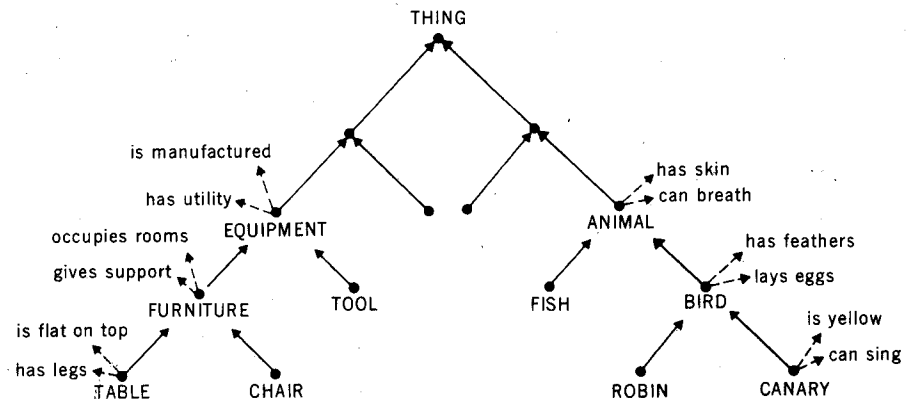 THING
is manufactured
has skin
has utility
can breath
EQUIPMENT
ANIMAL
occupies rooms
has feathers
gives support
lays eggs
FURNITURE
TOOL
FISH
BIRD
is flat on top
is yellow
has legs
can sing
TABLE
CHAIR
ROBIN
CANARY